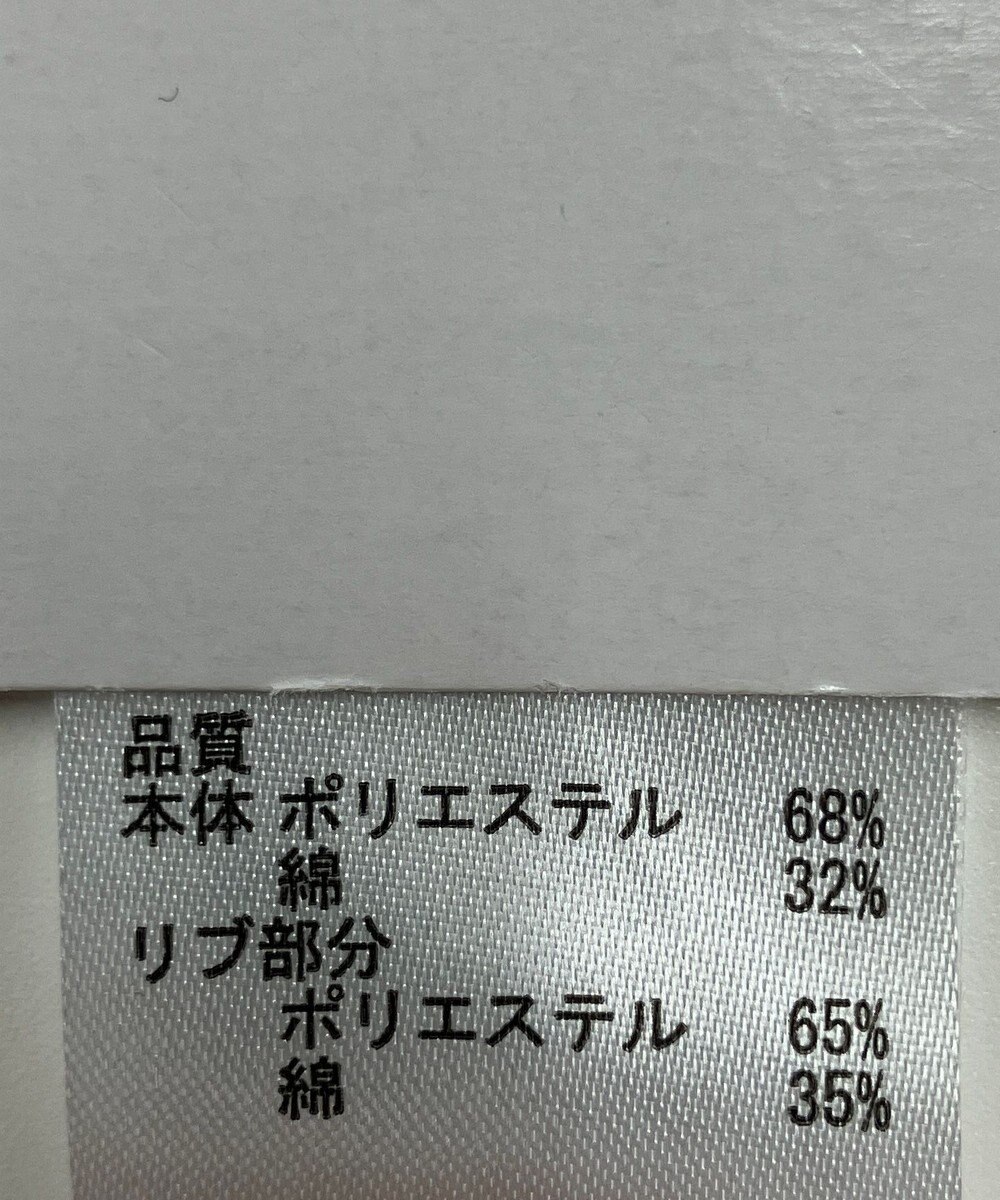 品質
本体 ポリエステル 68%
綿 32%
リブ部分
ポリエステル 65%
綿 35%